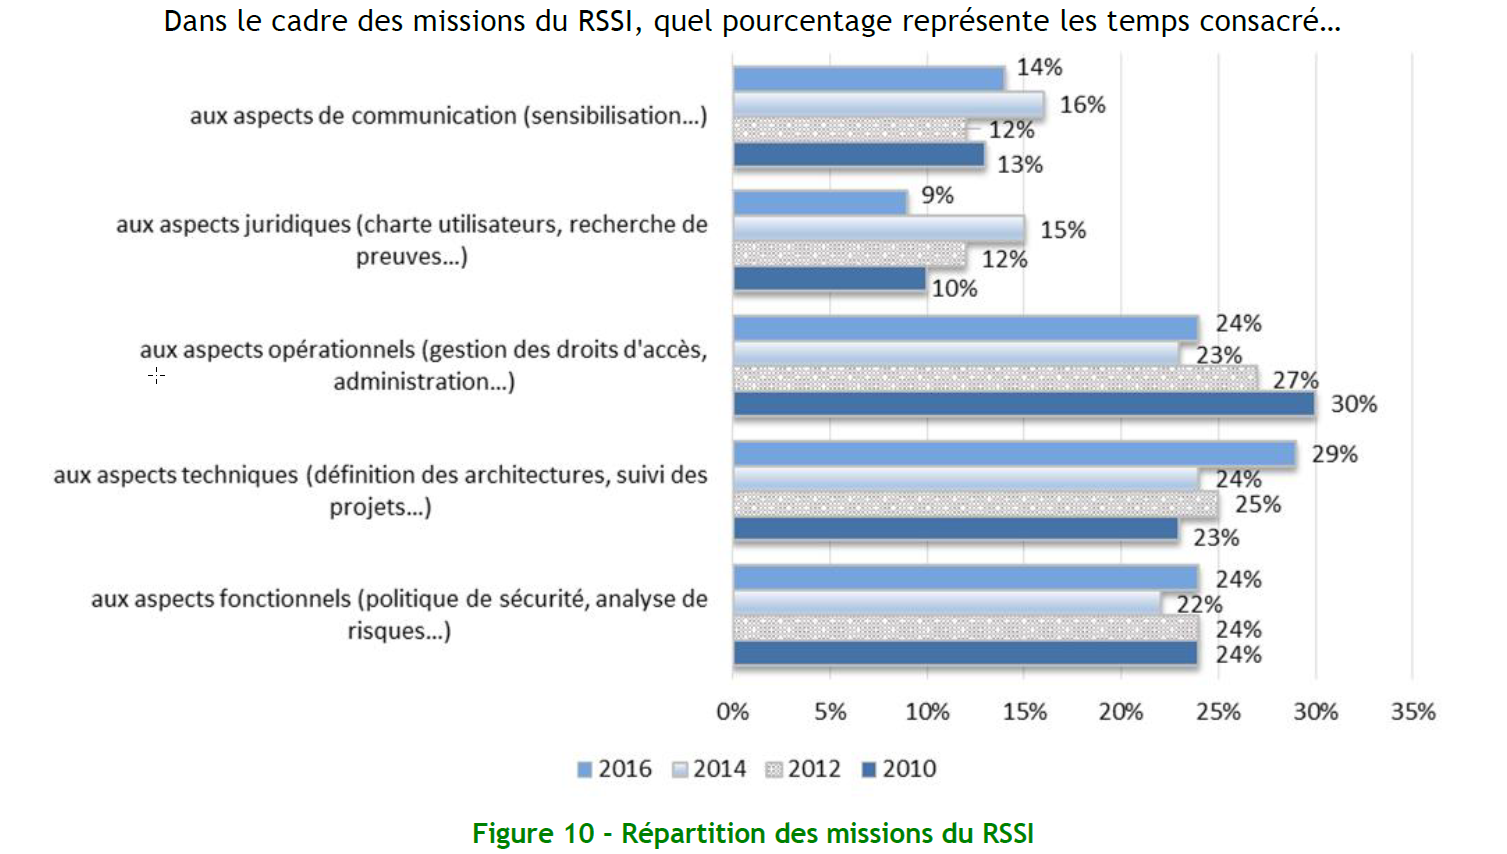 Dans le cadre des missions du RSSI, quel pourcentage représente les temps consacré…
aux aspects de communication (sensibilisation...)
14%
16%
12%
13%
aux aspects juridiques (charte utilisateurs, recherche de
preuves...)
9%
15%
12%
10%
aux aspects opérationnels (gestion des droits d'accès,
administration...)
24%
23%
27%
30%
aux aspects techniques (définition des architectures, suivi des
projets...)
29%
24%
25%
23%
aux aspects fonctionnels (politique de sécurité, analyse de
risques...)
24%
22%
24%
24%
0% 5% 10% 15% 20% 25% 30% 35%
2016 2014 2012 2010
Figure 10 - Répartition des missions du RSSI